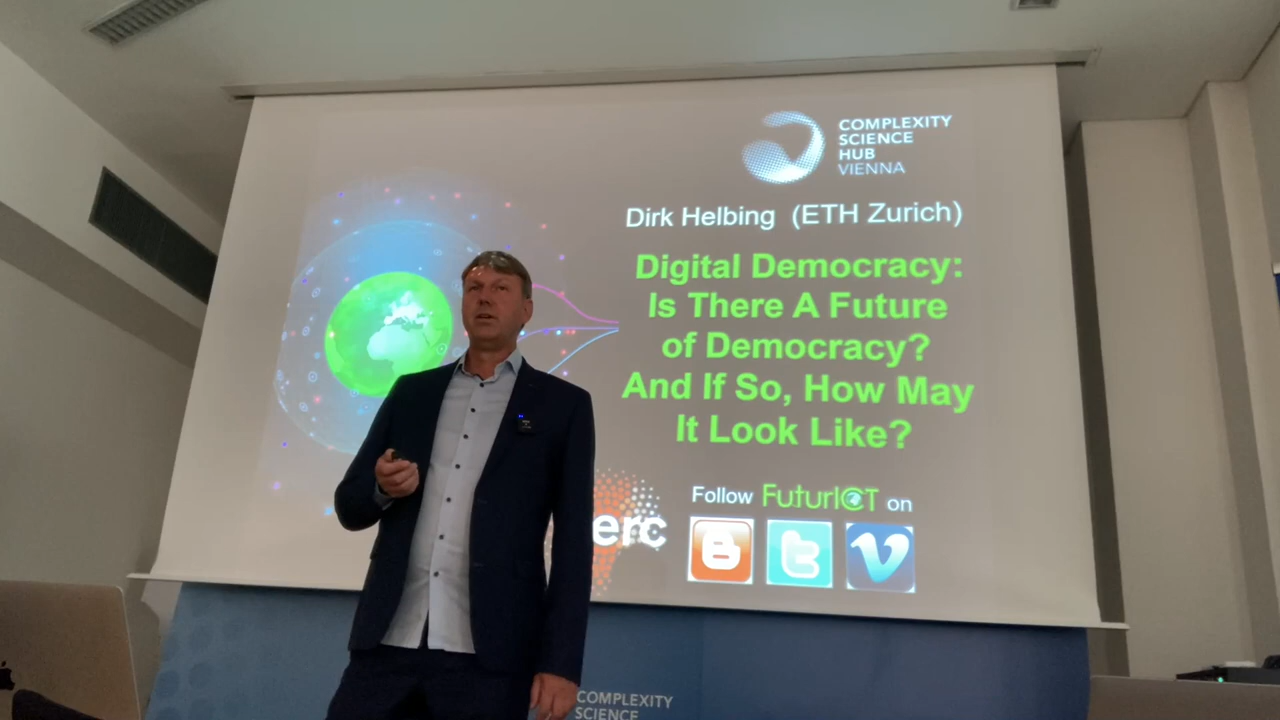 COMPLEXITY
SCIENCE
HUB
VIENNA
Dirk Helbing (ETH Zurich)
Digital Democracy:
Is There A Future
of Democracy?
And If So, How May
It Look Like?
erc
Follow FuturICT on
COMPLEXITY
SCIENCE